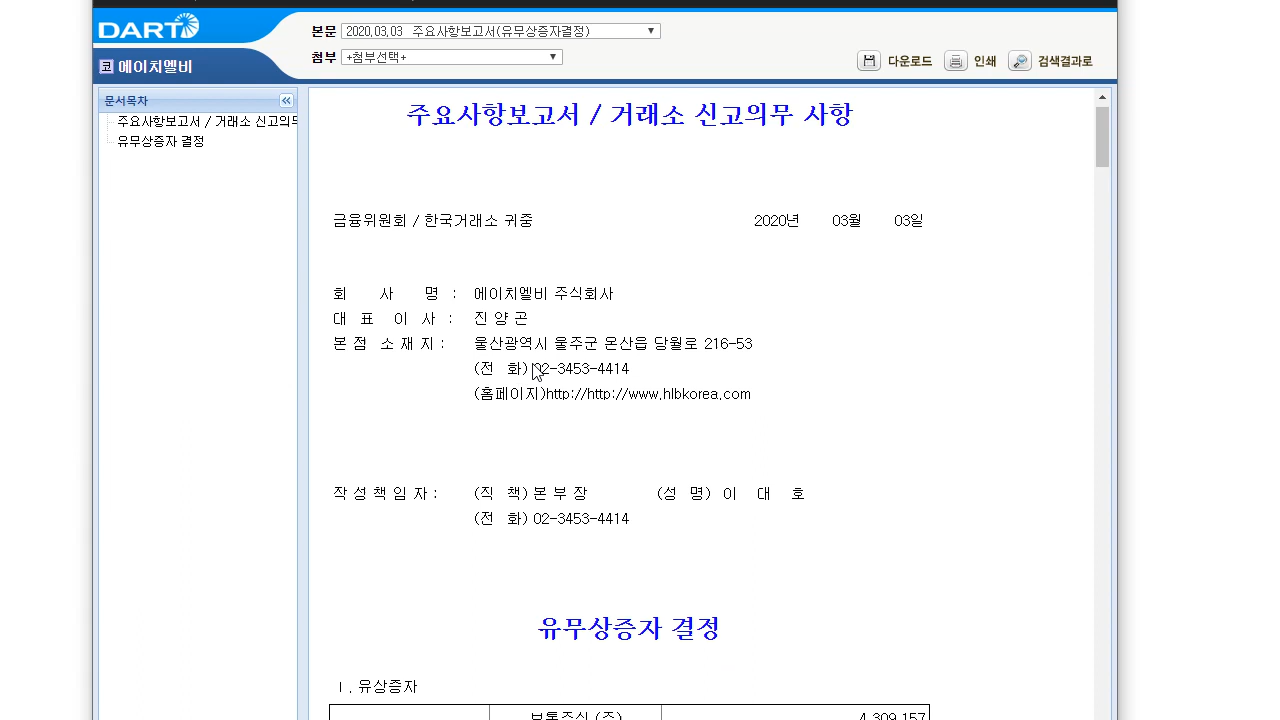 DART
본문 2020.03.03 주요사항보고서(유무상증자결정)
첨부 +첨부선택+
다운로드 인쇄 검색결과로
코 에이치엘비
문서목차
주요사항보고서 / 거래소 신고의무
유무상증자 결정
주요사항보고서 / 거래소 신고의무 사항
금융위원회 / 한국거래소 귀중 2020년 03월 03일
회 사 명 : 에이치엘비 주식회사
대 표 이 사 : 진 양 곤
본 점 소 재 지 : 울산광역시 울주군 온산읍 당월로 216-53
(전 화) 02-3453-4414
(홈페이지)http://http://www.hlbkorea.com
작 성 책 임 자 : (직 책) 본 부 장 (성 명) 이 대 호
(전 화) 02-3453-4414
유무상증자 결정
Ⅰ. 유상증자
보통주식 (주) 4,309,157